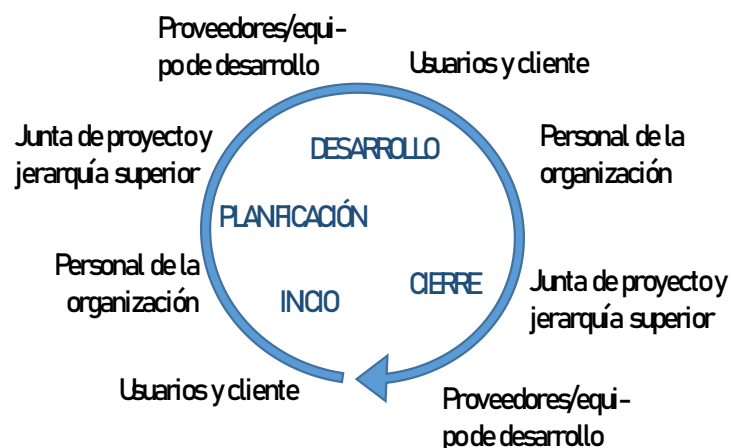 Proveedores/equi-
po de desarrollo
Usuarios y cliente
Junta de proyecto y
jerarquía superior
DESARROLLO
Personal de la
organización
PLANFICACIÓN
Personal de la
organización
INCIO
CIERRE
Junta de proyecto y
jerarquía superior
Usuarios y cliente
Proveedores/equi-
po de desarrollo